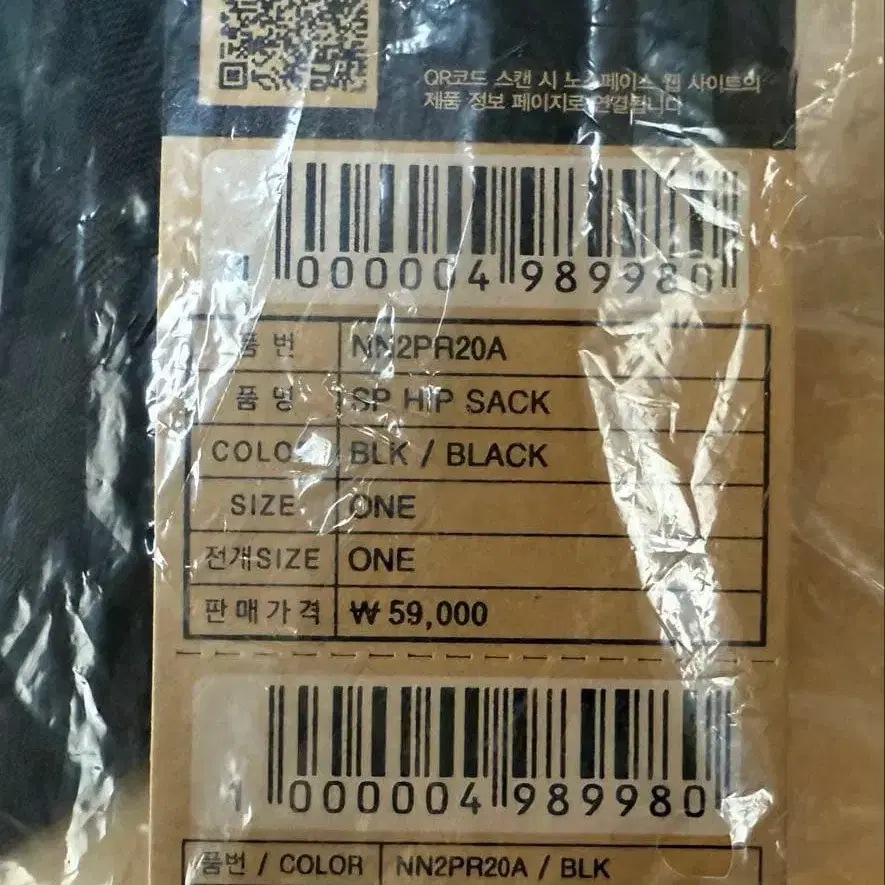 QR코드 스캔 시 노스페이스 웹 사이트의
제품 정보 페이지로 연결됩니다
1 000004 989980
품 번 NN2PR20A
품 명 SP HIP SACK
COLOR BLK / BLACK
SIZE ONE
전개SIZE ONE
판매가격 ₩ 59,000
1 000004 989980
품번 / COLOR NN2PR20A / BLK